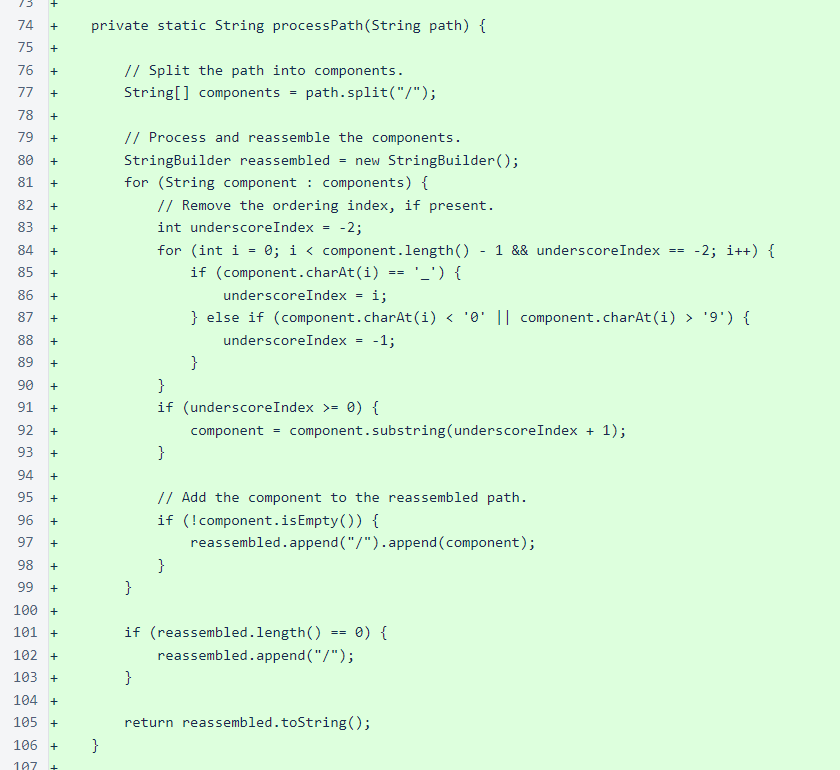 73 +
74 +    private static String processPath(String path) {
75 +
76 +        // Split the path into components.
77 +        String[] components = path.split("/");
78 +
79 +        // Process and reassemble the components.
80 +        StringBuilder reassembled = new StringBuilder();
81 +        for (String component : components) {
82 +            // Remove the ordering index, if present.
83 +            int underscoreIndex = -2;
84 +            for (int i = 0; i < component.length() - 1 && underscoreIndex == -2; i++) {
85 +                if (component.charAt(i) == '_') {
86 +                    underscoreIndex = i;
87 +                } else if (component.charAt(i) < '0' || component.charAt(i) > '9') {
88 +                    underscoreIndex = -1;
89 +                }
90 +            }
91 +            if (underscoreIndex >= 0) {
92 +                component = component.substring(underscoreIndex + 1);
93 +            }
94 +
95 +            // Add the component to the reassembled path.
96 +            if (!component.isEmpty()) {
97 +                reassembled.append("/").append(component);
98 +            }
99 +        }
100 +
101 +        if (reassembled.length() == 0) {
102 +            reassembled.append("/");
103 +        }
104 +
105 +        return reassembled.toString();
106 +    }
107 +